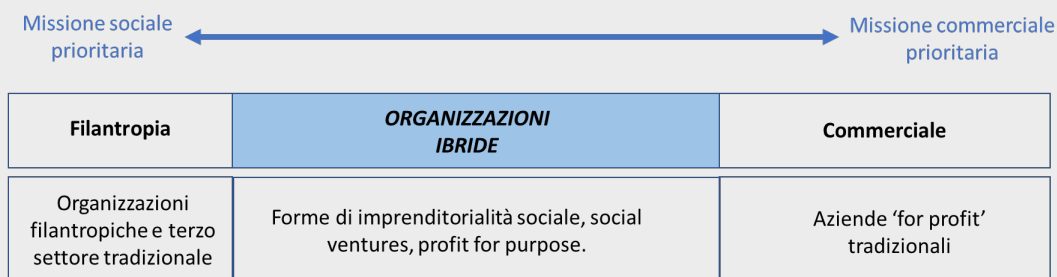 Missione sociale
prioritaria
Missione commerciale
prioritaria
Filantropia
ORGANIZZAZIONI
IBRIDE
Commerciale
Organizzazioni
filantropiche e terzo
settore tradizionale
Forme di imprenditorialità sociale, social
ventures, profit for purpose.
Aziende ‘for profit’
tradizionali